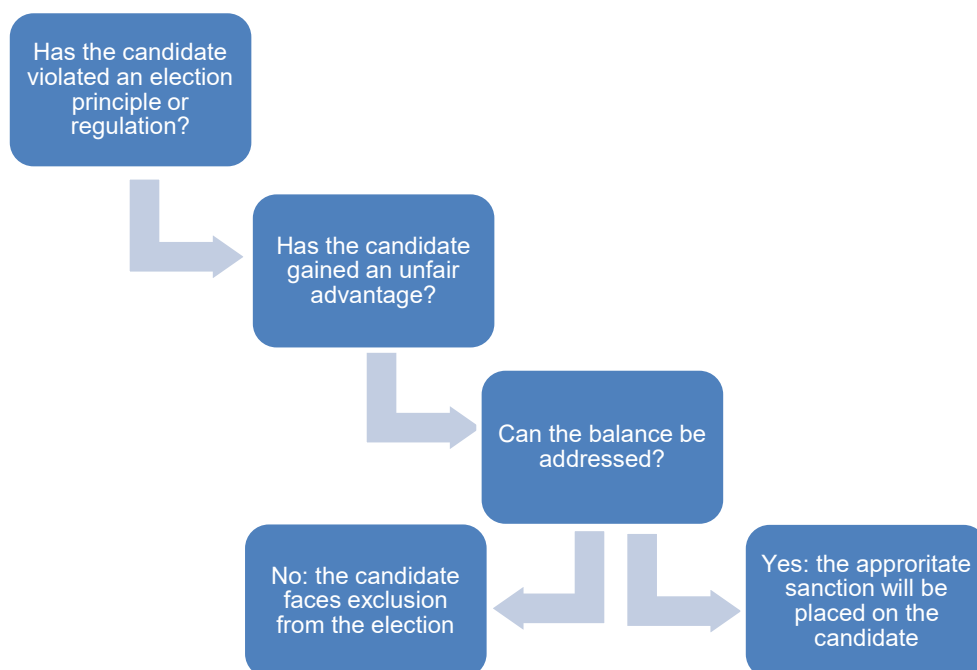 Has the candidate
violated an election
principle or
regulation?
Has the candidate
gained an unfair
advantage?
Can the balance be
addressed?
No: the candidate
faces exclusion
from the election
Yes: the approritate
sanction will be
placed on the
candidate